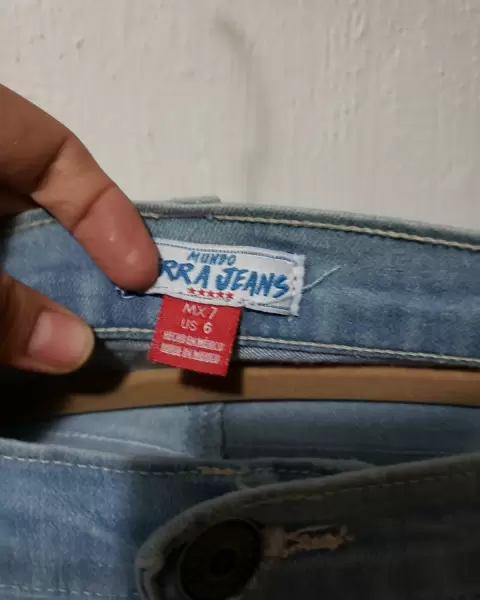 MUNDO
RRA JEANS
MX 7
US 6
HECHO EN MEXICO
MADE IN MEXICO